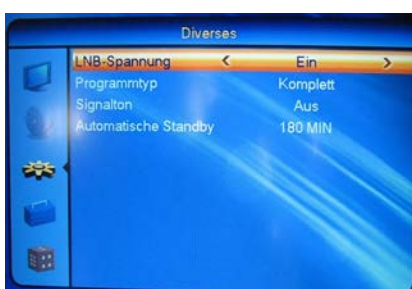 Diverses
LNB-Spannung < Ein >
Programmtyp Komplett
Signalton Aus
Automatische Standby 180 MIN